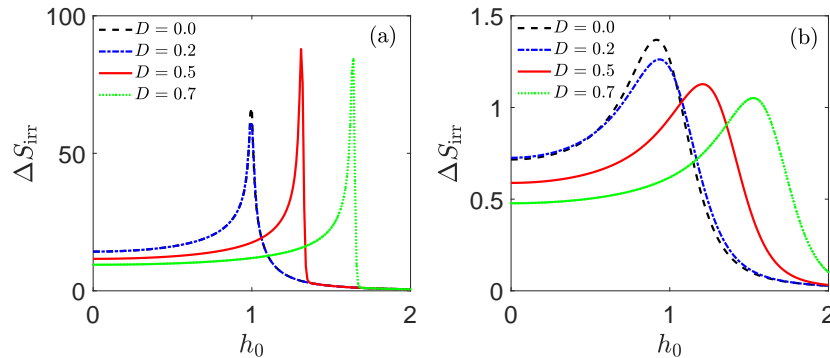 100
50
0
0
1
2
ΔS_irr
h_0
(a)
D = 0.0
D = 0.2
D = 0.5
D = 0.7
1.5
1
0.5
0
0
1
2
ΔS_irr
h_0
(b)
D = 0.0
D = 0.2
D = 0.5
D = 0.7